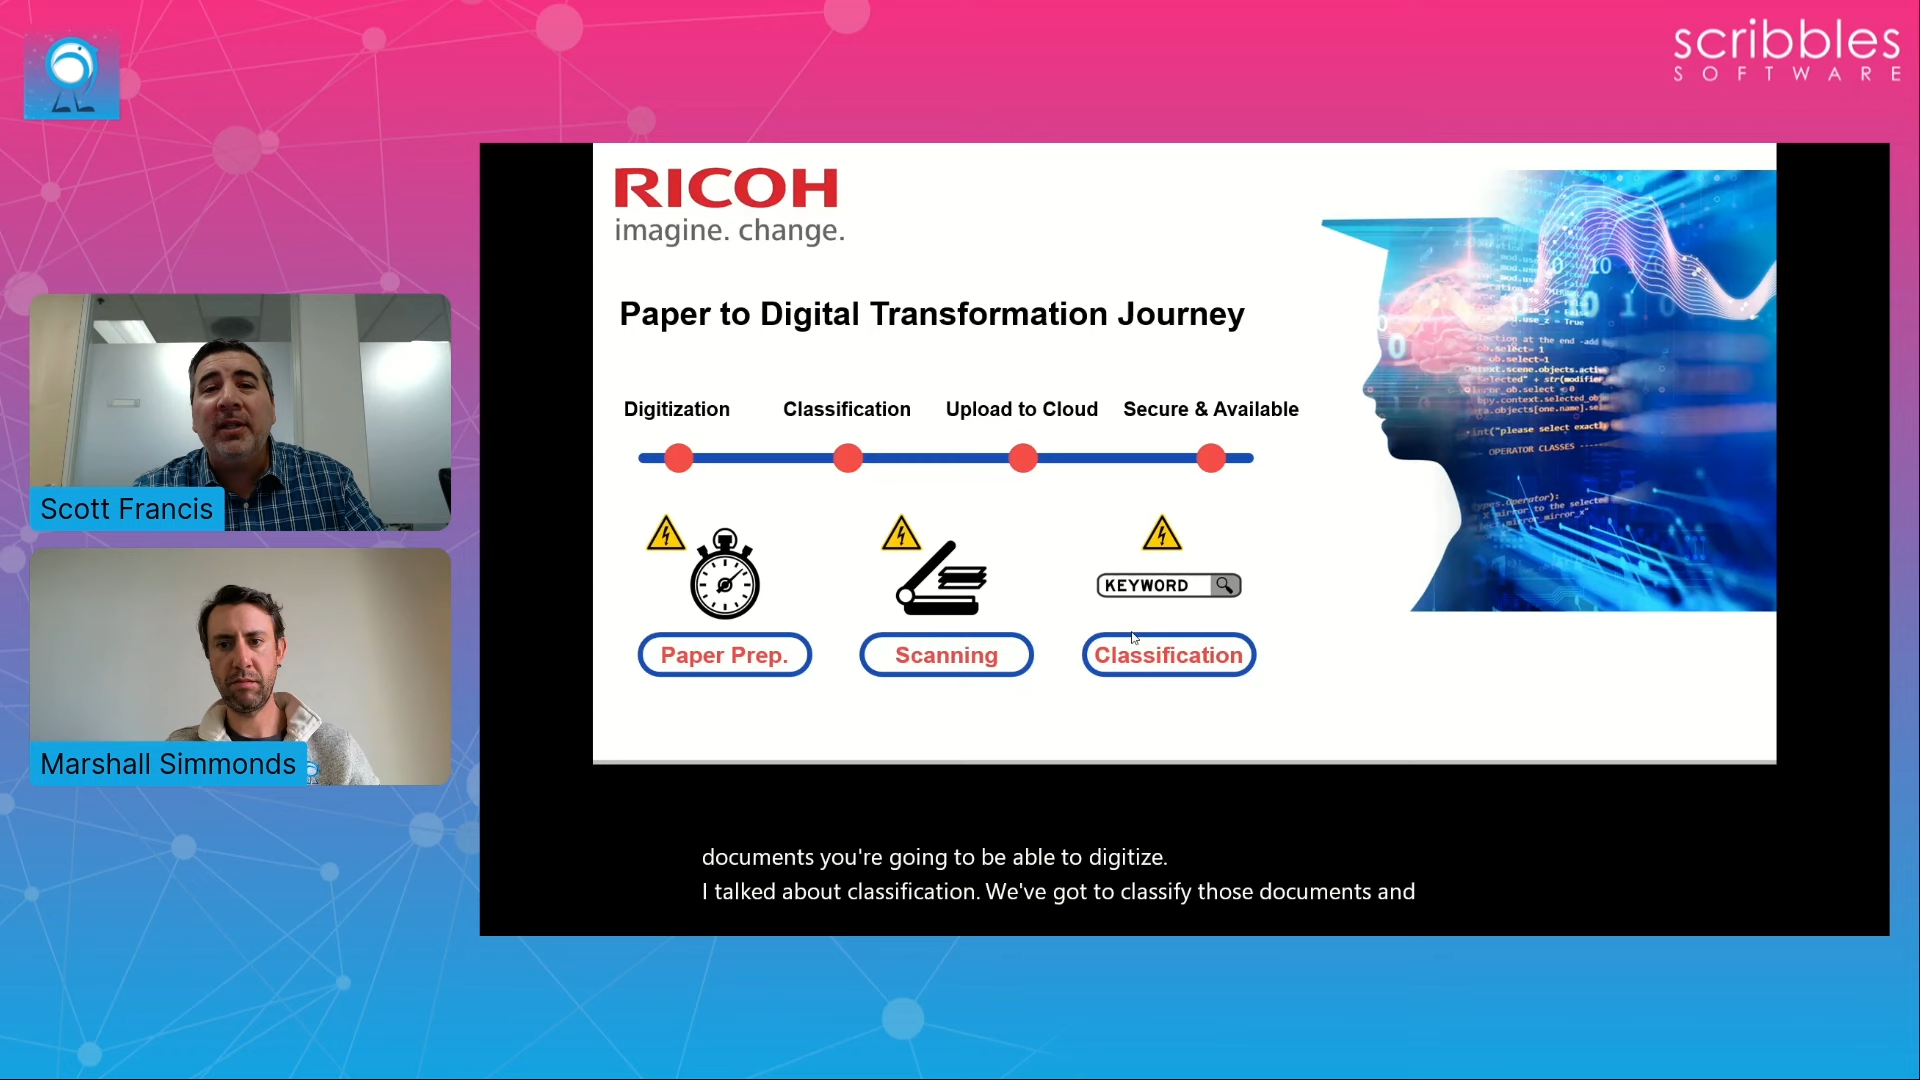 scribbles
SOFTWARE
RICOH
imagine. change.
Paper to Digital Transformation Journey
Digitization
Classification
Upload to Cloud
Secure & Available
KEYWORD
Paper Prep.
Scanning
Classification
Scott Francis
Marshall Simmonds
documents you're going to be able to digitize.
I talked about classification. We've got to classify those documents and